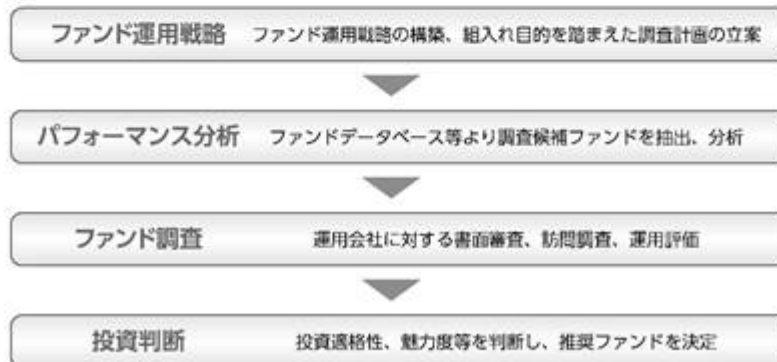 ファンド運用戦略 ファンド運用戦略の構築、組入れ目的を踏まえた調査計画の立案
パフォーマンス分析 ファンドデータベース等より調査候補ファンドを抽出、分析
ファンド調査 運用会社に対する書面審査、訪問調査、運用評価
投資判断 投資適格性、魅力度等を判断し、推奨ファンドを決定